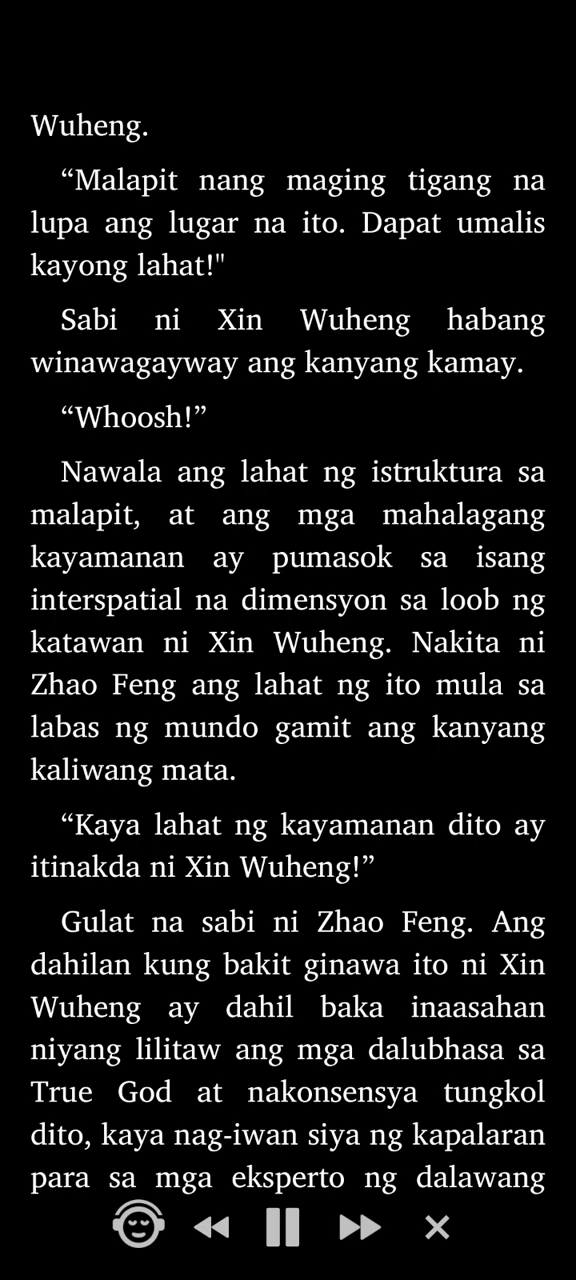 Wuheng.
“Malapit nang maging tigang na
lupa ang lugar na ito. Dapat umalis
kayong lahat!"
Sabi ni Xin Wuheng habang
winawagayway ang kanyang kamay.
“Whoosh!”
Nawala ang lahat ng istruktura sa
malapit, at ang mga mahalagang
kayamanan ay pumasok sa isang
interspatial na dimensyon sa loob ng
katawan ni Xin Wuheng. Nakita ni
Zhao Feng ang lahat ng ito mula sa
labas ng mundo gamit ang kanyang
kaliwang mata.
“Kaya lahat ng kayamanan dito ay
itinakda ni Xin Wuheng!”
Gulat na sabi ni Zhao Feng. Ang
dahilan kung bakit ginawa ito ni Xin
Wuheng ay dahil baka inaasahan
niyang lilitaw ang mga dalubhasa sa
True God at nakonsensya tungkol
dito, kaya nag-iwan siya ng kapalaran
para sa mga eksperto ng dalawang